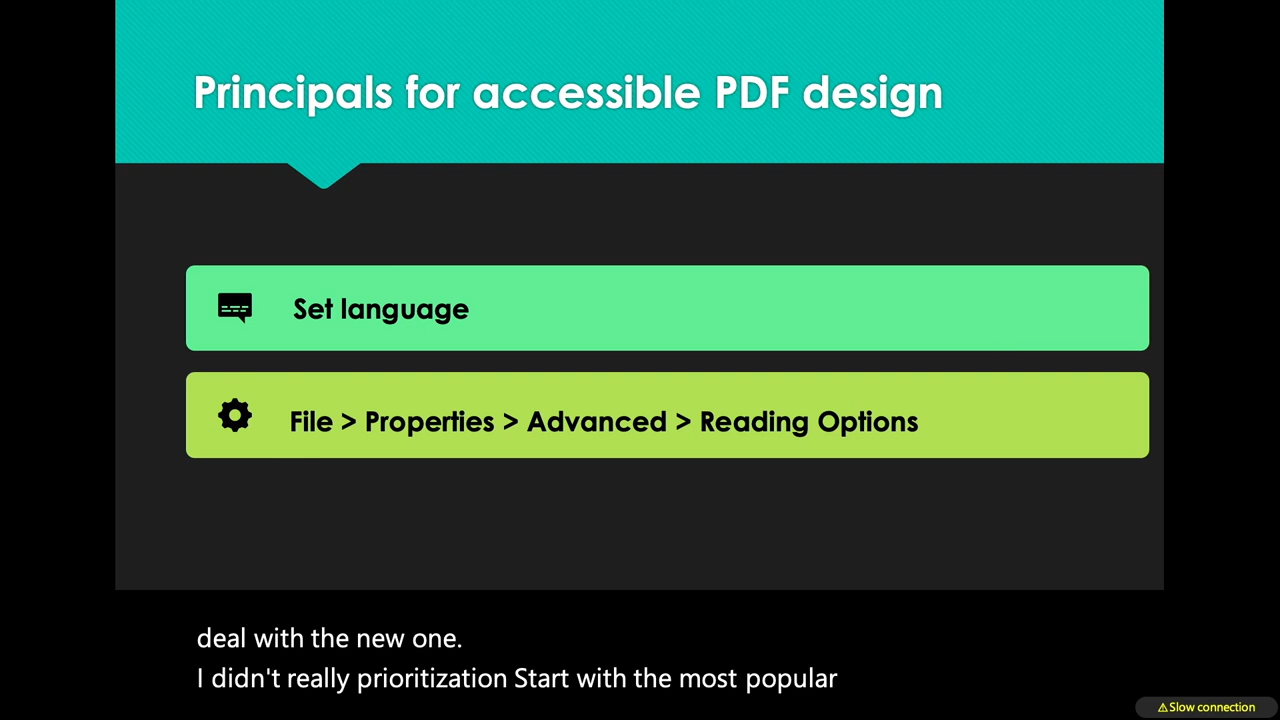 Principals for accessible PDF design
Set language
File > Properties > Advanced > Reading Options
deal with the new one.
I didn't really prioritization Start with the most popular
⚠Slow connection